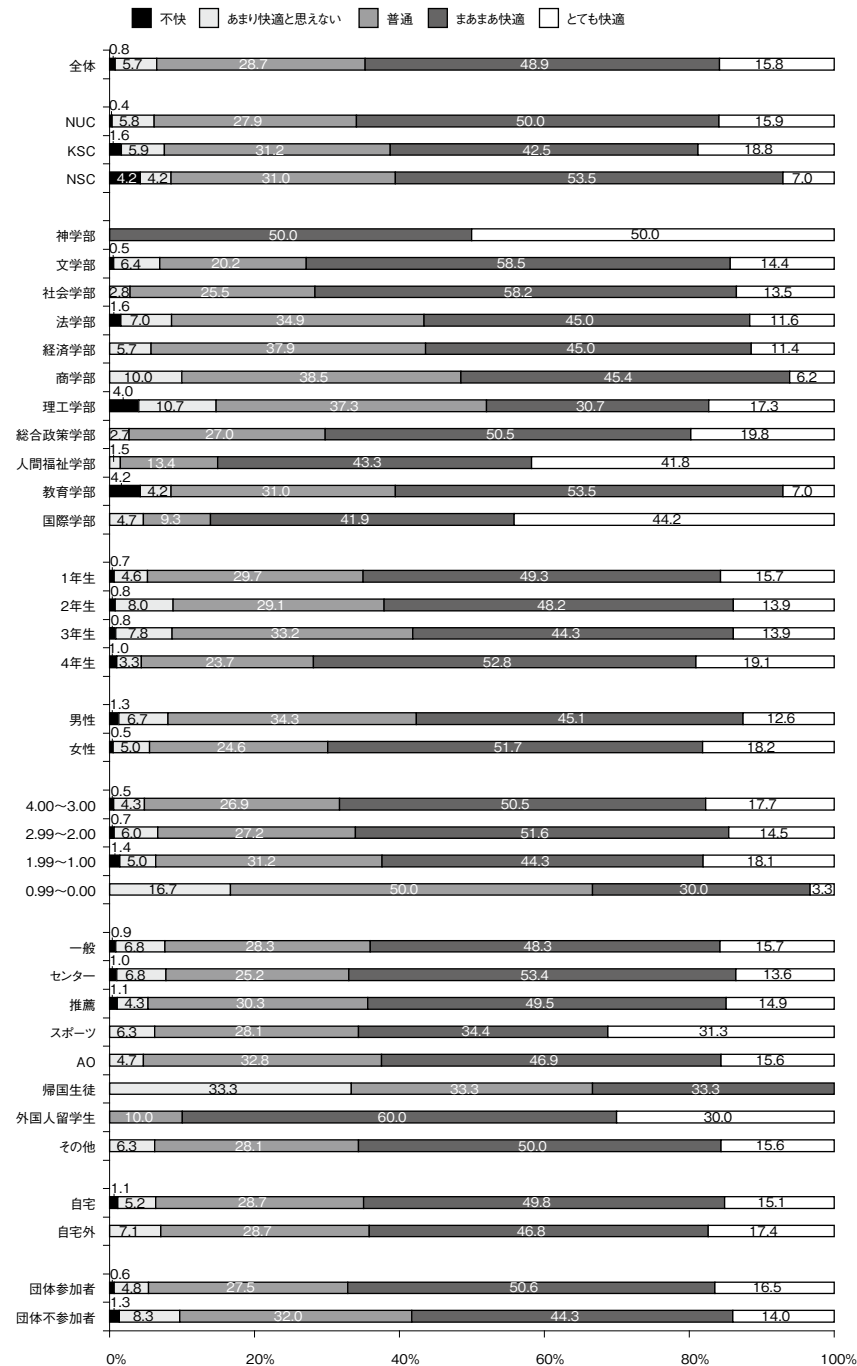 不快 あまり快適と思えない 普通 まあまあ快適 とても快適
0.8
全体 5.7 28.7 48.9 15.8
0.4
NUC 5.8 27.9 50.0 15.9
1.6
KSC 5.9 31.2 42.5 18.8
NSC 4.2 4.2 31.0 53.5 7.0
神学部 50.0 50.0
0.5
文学部 6.4 20.2 58.5 14.4
社会学部 2.8 25.5 58.2 13.5
1.6
法学部 7.0 34.9 45.0 11.6
経済学部 5.7 37.9 45.0 11.4
商学部 10.0 38.5 45.4 6.2
4.0
理工学部 10.7 37.3 30.7 17.3
総合政策学部 2.7 27.0 50.5 19.8
1.5
人間福祉学部 13.4 43.3 41.8
4.2
教育学部 4.2 31.0 53.5 7.0
国際学部 4.7 9.3 41.9 44.2
0.7
1年生 4.6 29.7 49.3 15.7
0.8
2年生 8.0 29.1 48.2 13.9
0.8
3年生 7.8 33.2 44.3 13.9
1.0
4年生 3.3 23.7 52.8 19.1
1.3
男性 6.7 34.3 45.1 12.6
0.5
女性 5.0 24.6 51.7 18.2
0.5
4.00～3.00 4.3 26.9 50.5 17.7
0.7
2.99～2.00 6.0 27.2 51.6 14.5
1.4
1.99～1.00 5.0 31.2 44.3 18.1
0.99～0.00 16.7 50.0 30.0 3.3
0.9
一般 6.8 28.3 48.3 15.7
1.0
センター 6.8 25.2 53.4 13.6
1.1
推薦 4.3 30.3 49.5 14.9
スポーツ 6.3 28.1 34.4 31.3
AO 4.7 32.8 46.9 15.6
帰国生徒 33.3 33.3 33.3
外国人留学生 10.0 60.0 30.0
その他 6.3 28.1 50.0 15.6
1.1
自宅 5.2 28.7 49.8 15.1
自宅外 7.1 28.7 46.8 17.4
0.6
団体参加者 4.8 27.5 50.6 16.5
1.3
団体不参加者 8.3 32.0 44.3 14.0
0% 20% 40% 60% 80% 100%